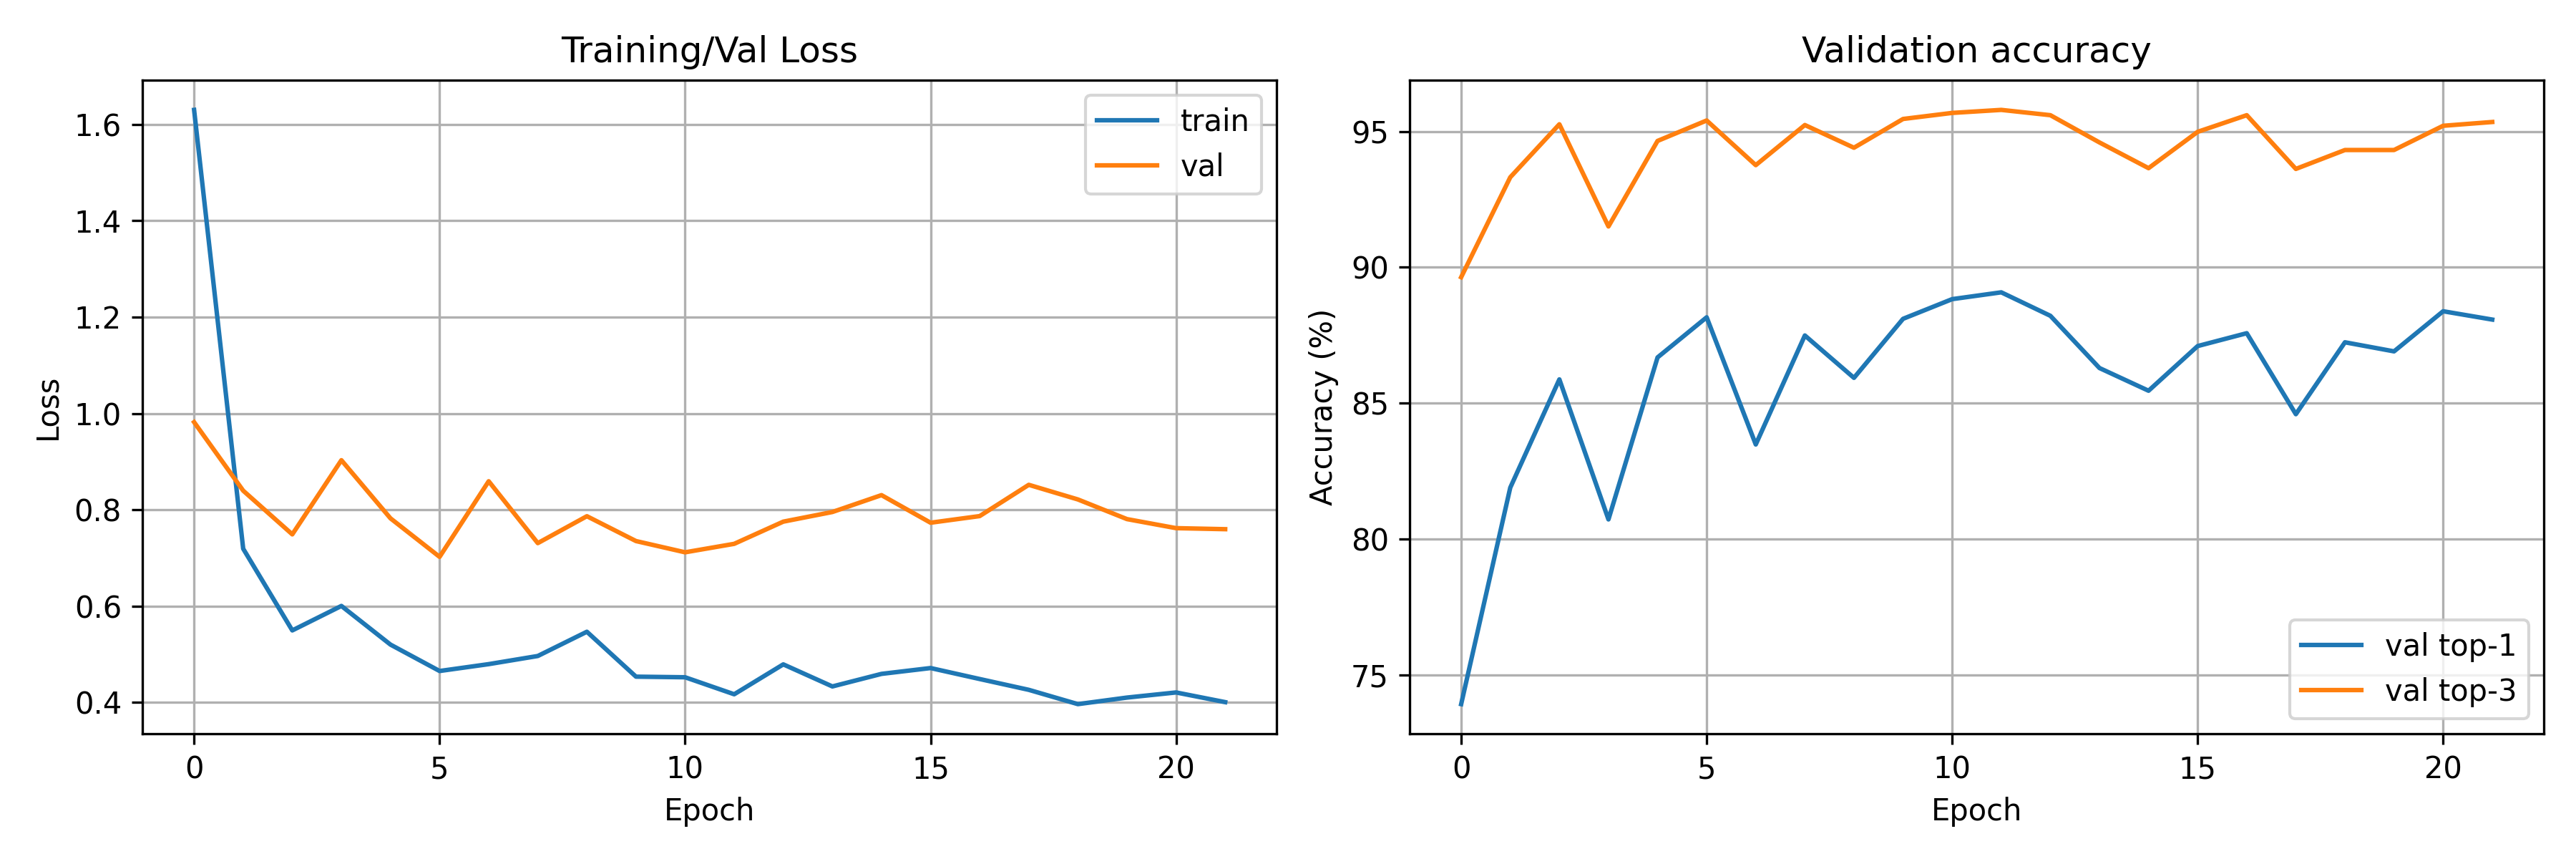 Training/Val Loss
train
val
1.6
1.4
1.2
1.0
0.8
0.6
0.4
Loss
0 5 10 15 20
Epoch
Validation accuracy
95
90
85
80
75
Accuracy (%)
val top-1
val top-3
0 5 10 15 20
Epoch